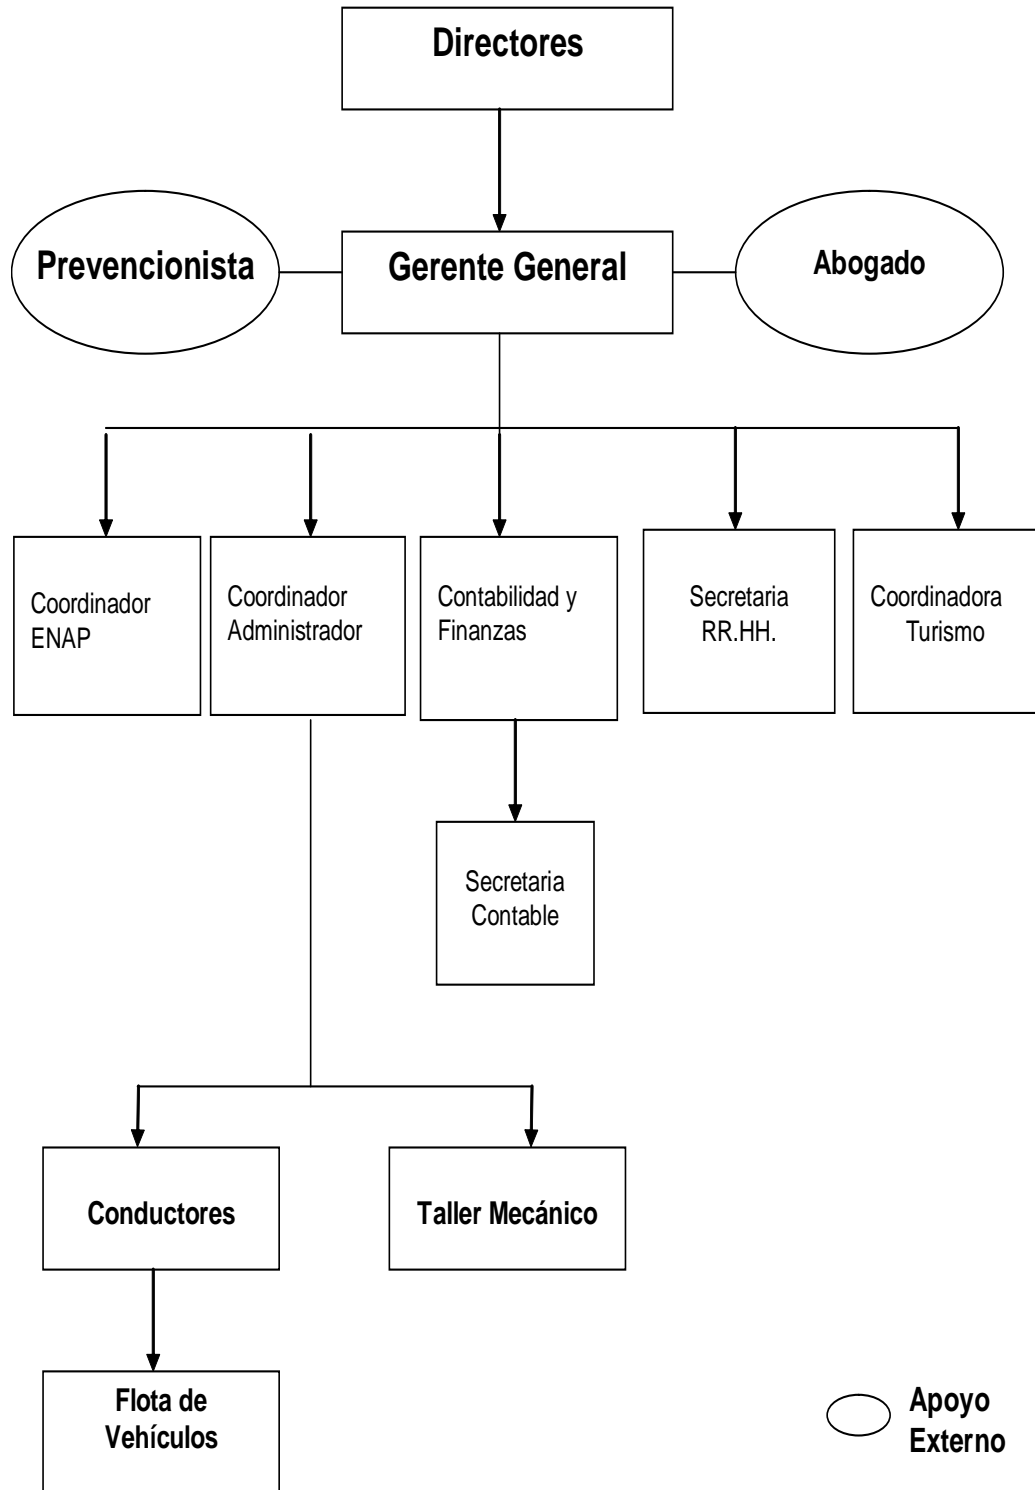 Directores
Prevencionista
Gerente General
Abogado
Coordinador
ENAP
Coordinador
Administrador
Contabilidad y
Finanzas
Secretaria
RR.HH.
Coordinadora
Turismo
Secretaria
Contable
Conductores
Taller Mecánico
Flota de
Vehículos
Apoyo
Externo